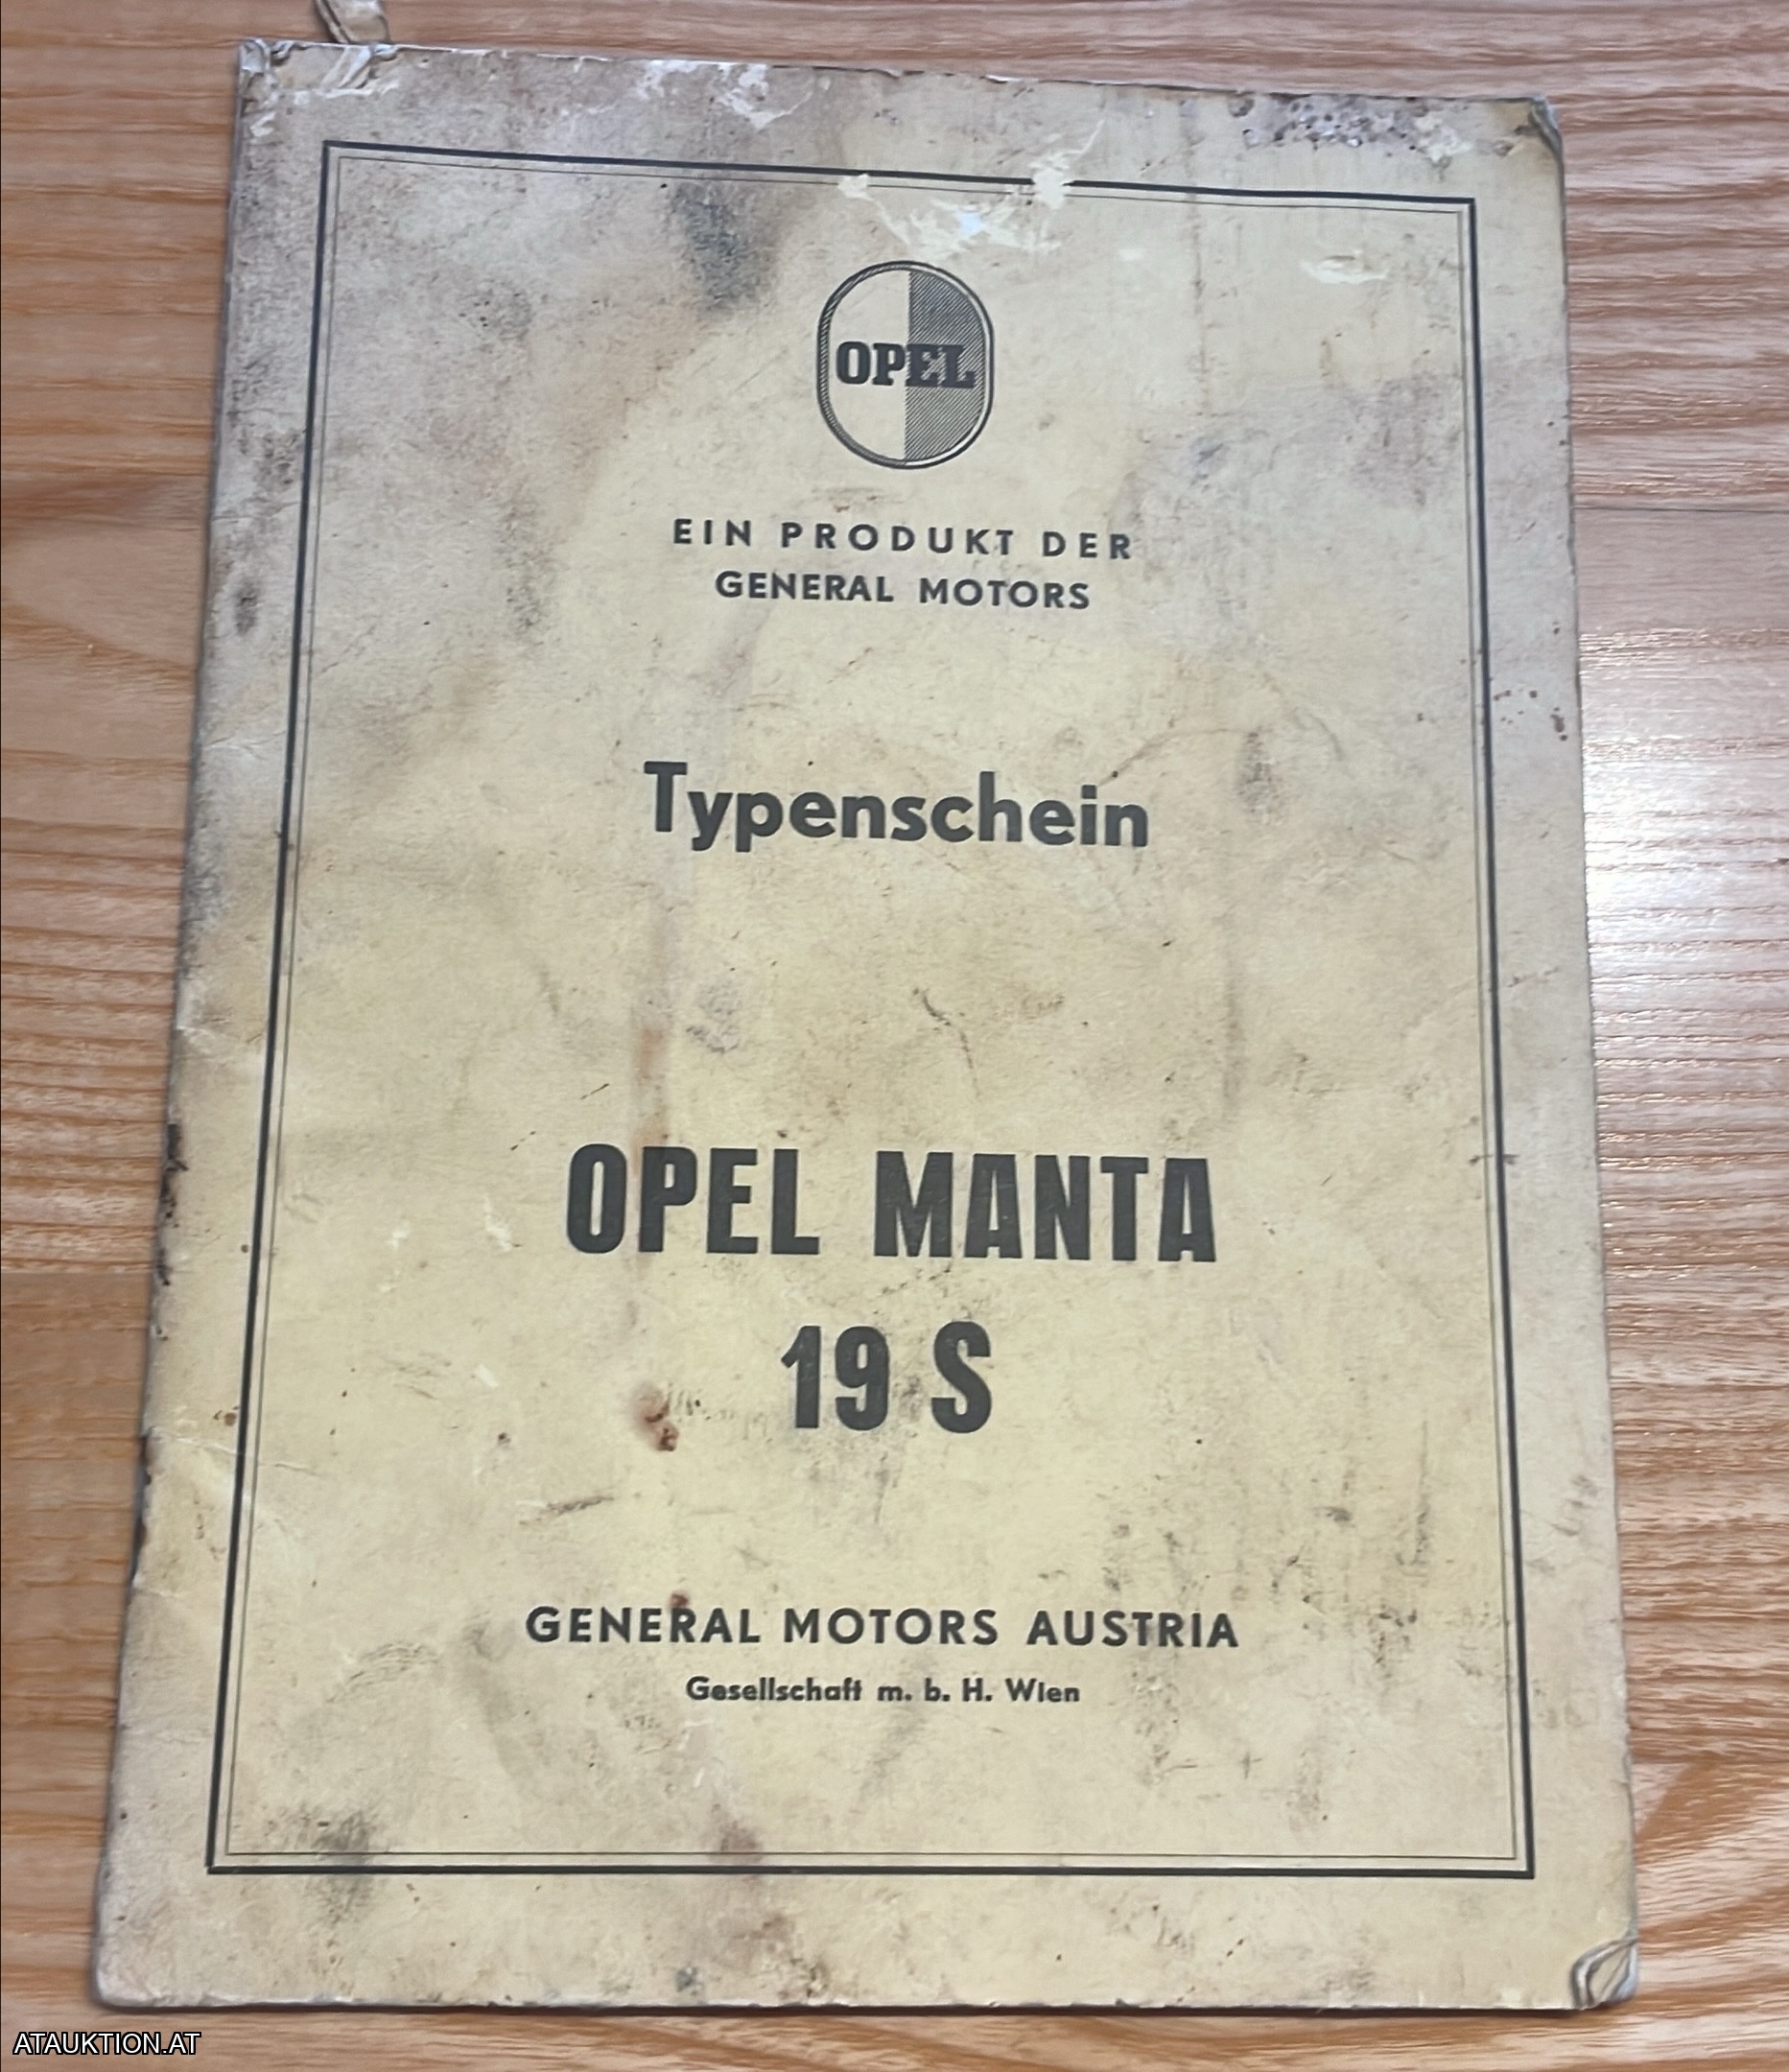 OPEL
EIN PRODUKT DER
GENERAL MOTORS
Typenschein
OPEL MANTA
19 S
GENERAL MOTORS AUSTRIA
Gesellschaft m. b. H. Wien
ATAUKTION.AT